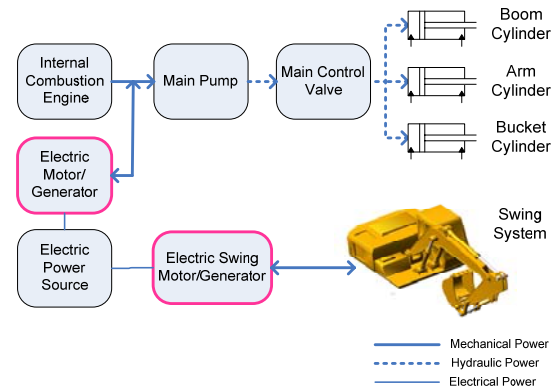 Internal
Combustion
Engine
Main Pump
Main Control
Valve
Boom
Cylinder
Arm
Cylinder
Bucket
Cylinder
Electric
Motor/
Generator
Electric
Power
Source
Electric Swing
Motor/Generator
Swing
System
Mechanical Power
Hydraulic Power
Electrical Power